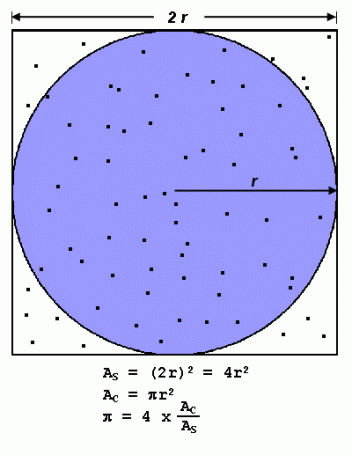 2 r
r
A_S = (2r)² = 4r²
A_C = πr²
π = 4 x A_C / A_S